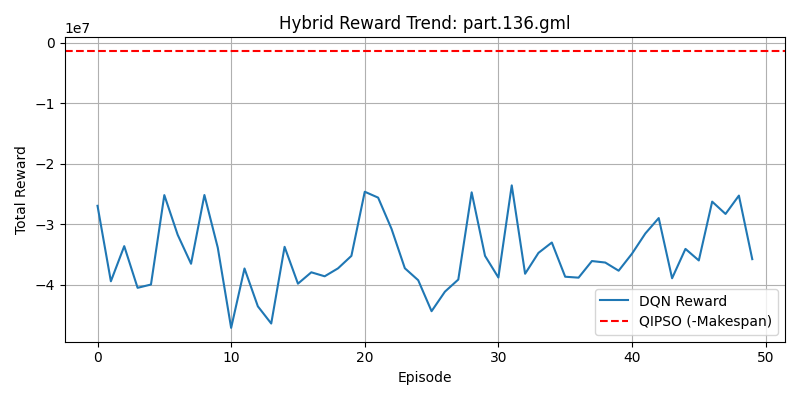 Hybrid Reward Trend: part.136.gml
1e7
0
−1
−2
−3
−4
Total Reward
0
10
20
30
40
50
Episode
DQN Reward
QIPSO (-Makespan)